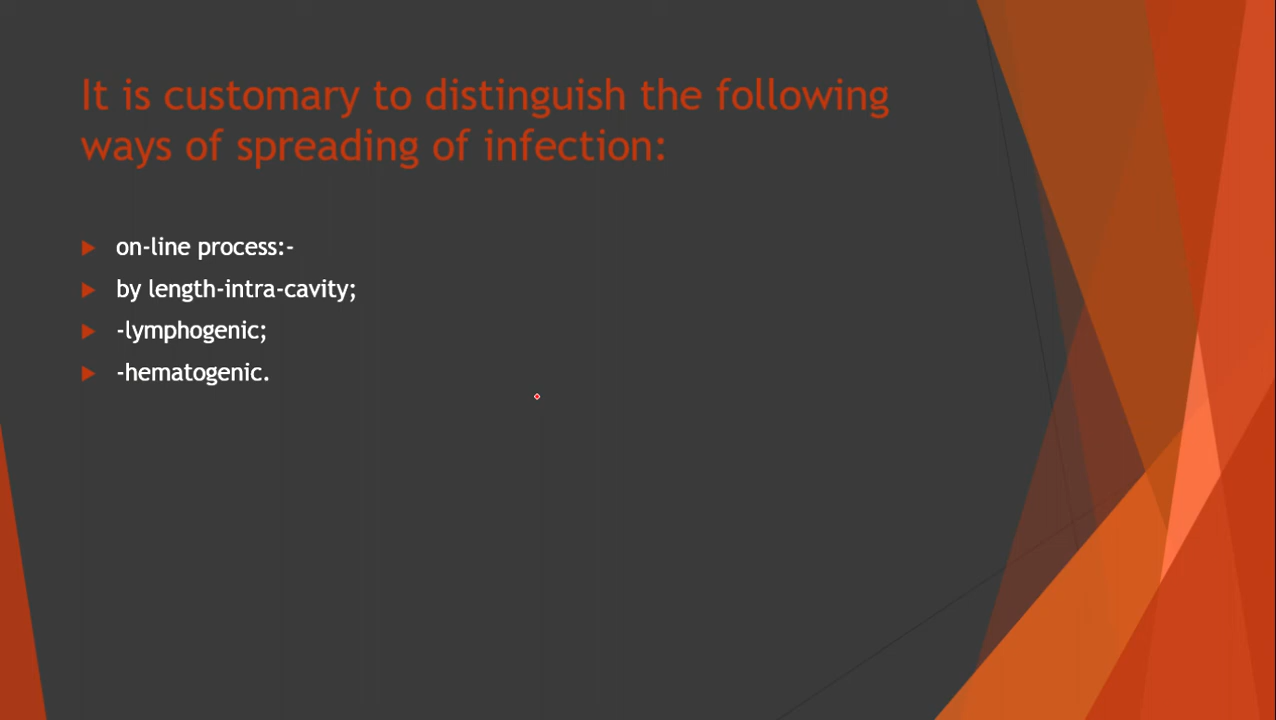 It is customary to distinguish the following
ways of spreading of infection:
on-line process:-
by length-intra-cavity;
-lymphogenic;
-hematogenic.